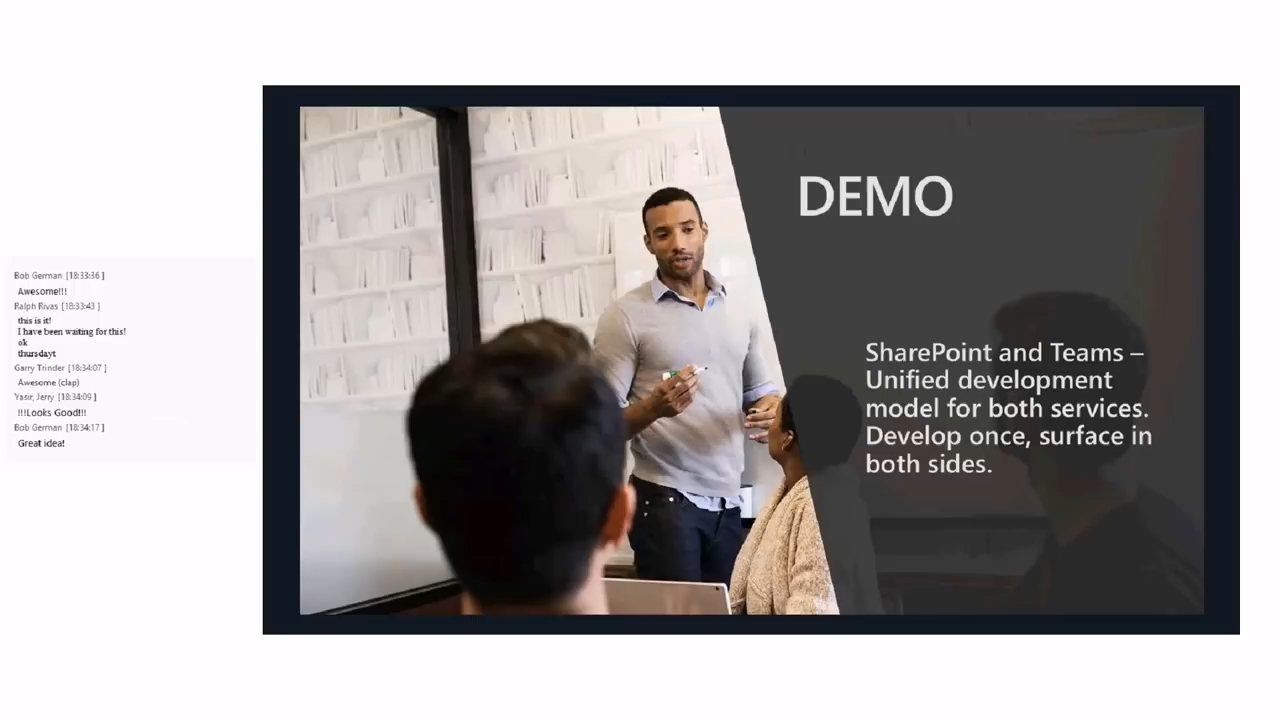 Bob German [18:33:36 ]
Awesome!!!
Ralph Rivas [18:33:43 ]
this is it!
I have been waiting for this!
ok
thursdayt
Garry Trinder [18:34:07 ]
Awesome (clap)
Yasir, Jerry [18:34:09 ]
!!!Looks Good!!!
Bob German [18:34:17 ]
Great idea!
DEMO
SharePoint and Teams –
Unified development
model for both services.
Develop once, surface in
both sides.